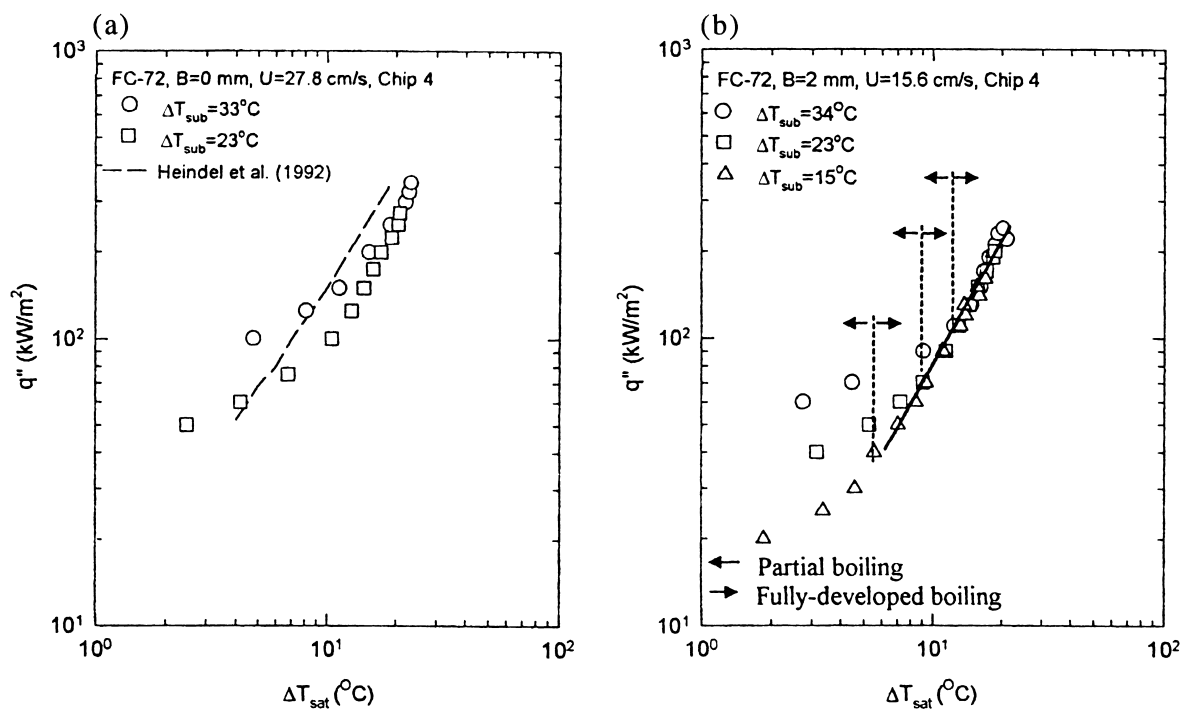 (a)
10³
FC-72, B=0 mm, U=27.8 cm/s, Chip 4
ΔT_sub=33°C
ΔT_sub=23°C
Heindel et al. (1992)
q" (kW/m²)
10²
10¹
10⁰ 10¹ 10²
ΔT_sat (°C)
(b)
10³
FC-72, B=2 mm, U=15.6 cm/s, Chip 4
ΔT_sub=34°C
ΔT_sub=23°C
ΔT_sub=15°C
q" (kW/m²)
10²
Partial boiling
Fully-developed boiling
10¹
10⁰ 10¹ 10²
ΔT_sat (°C)